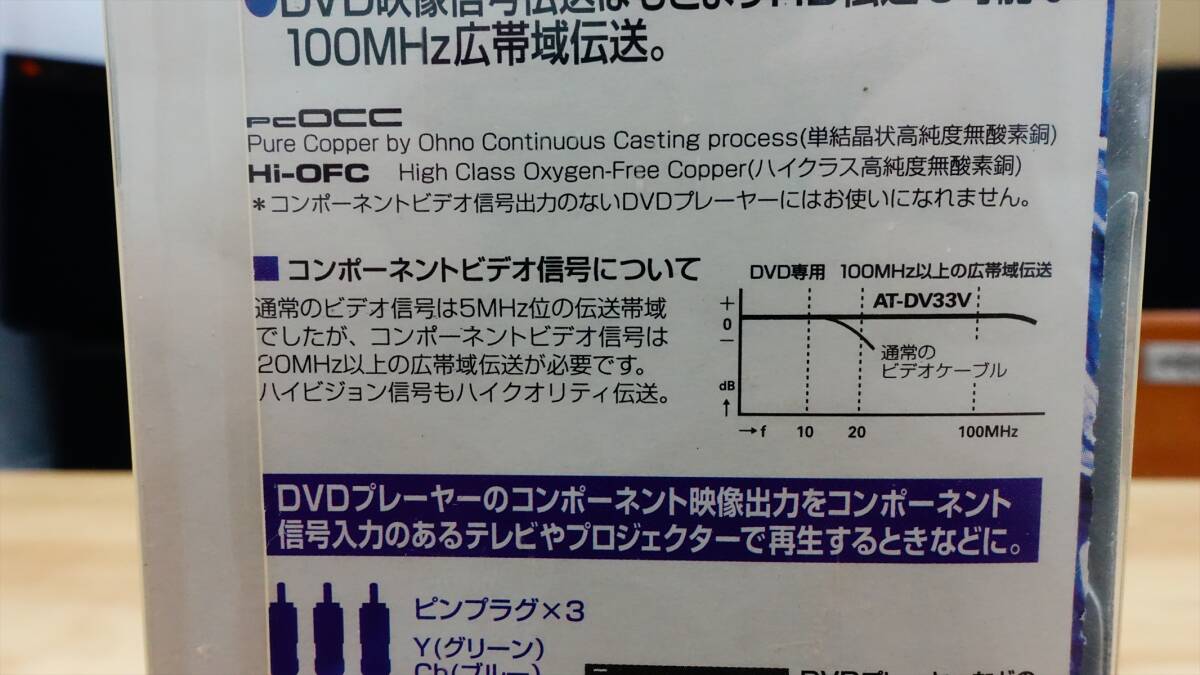 100MHz広帯域伝送。
PCOCC
Pure Copper by Ohno Continuous Casting process(単結晶状高純度無酸素銅)
Hi-OFC High Class Oxygen-Free Copper(ハイクラス高純度無酸素銅)
*コンポーネントビデオ信号出力のないDVDプレーヤーにはお使いになれません。
■コンポーネントビデオ信号について
通常のビデオ信号は5MHz位の伝送帯域
でしたが、コンポーネントビデオ信号は
20MHz以上の広帯域伝送が必要です。
ハイビジョン信号もハイクオリティ伝送。
DVD専用 100MHz以上の広帯域伝送
AT-DV33V
+
0
−
通常の
ビデオケーブル
dB
↑
→f 10 20 100MHz
DVDプレーヤーのコンポーネント映像出力をコンポーネント
信号入力のあるテレビやプロジェクターで再生するときなどに。
ピンプラグ×3
Y(グリーン)
Cb(ブルー)